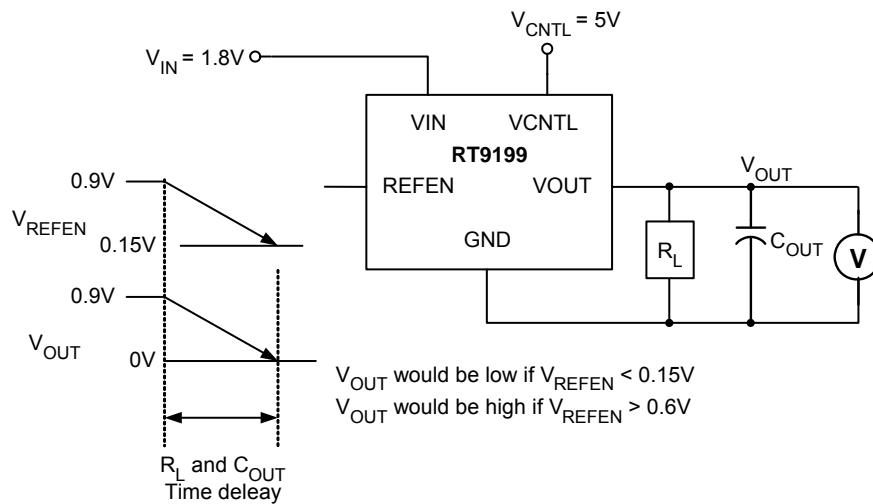 V_CNTL = 5V
V_IN = 1.8V
VIN VCNTL
RT9199
REFEN VOUT
GND
V_OUT
R_L
C_OUT
V
0.9V
V_REFEN
0.15V
0.9V
V_OUT
0V
V_OUT would be low if V_REFEN < 0.15V
V_OUT would be high if V_REFEN > 0.6V
R_L and C_OUT
Time deleay